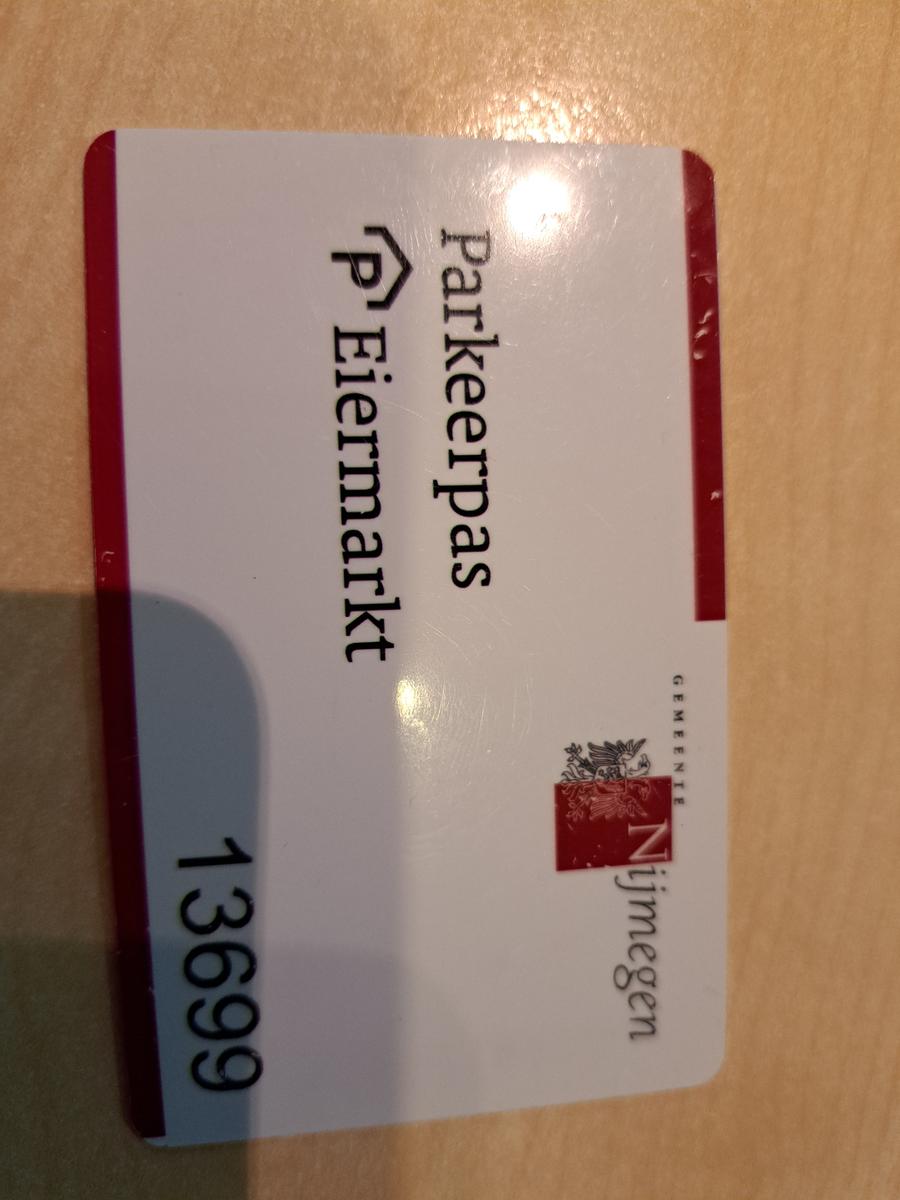 GEMEENTE
Nijmegen
Parkeerpas
P Eiermarkt
13699